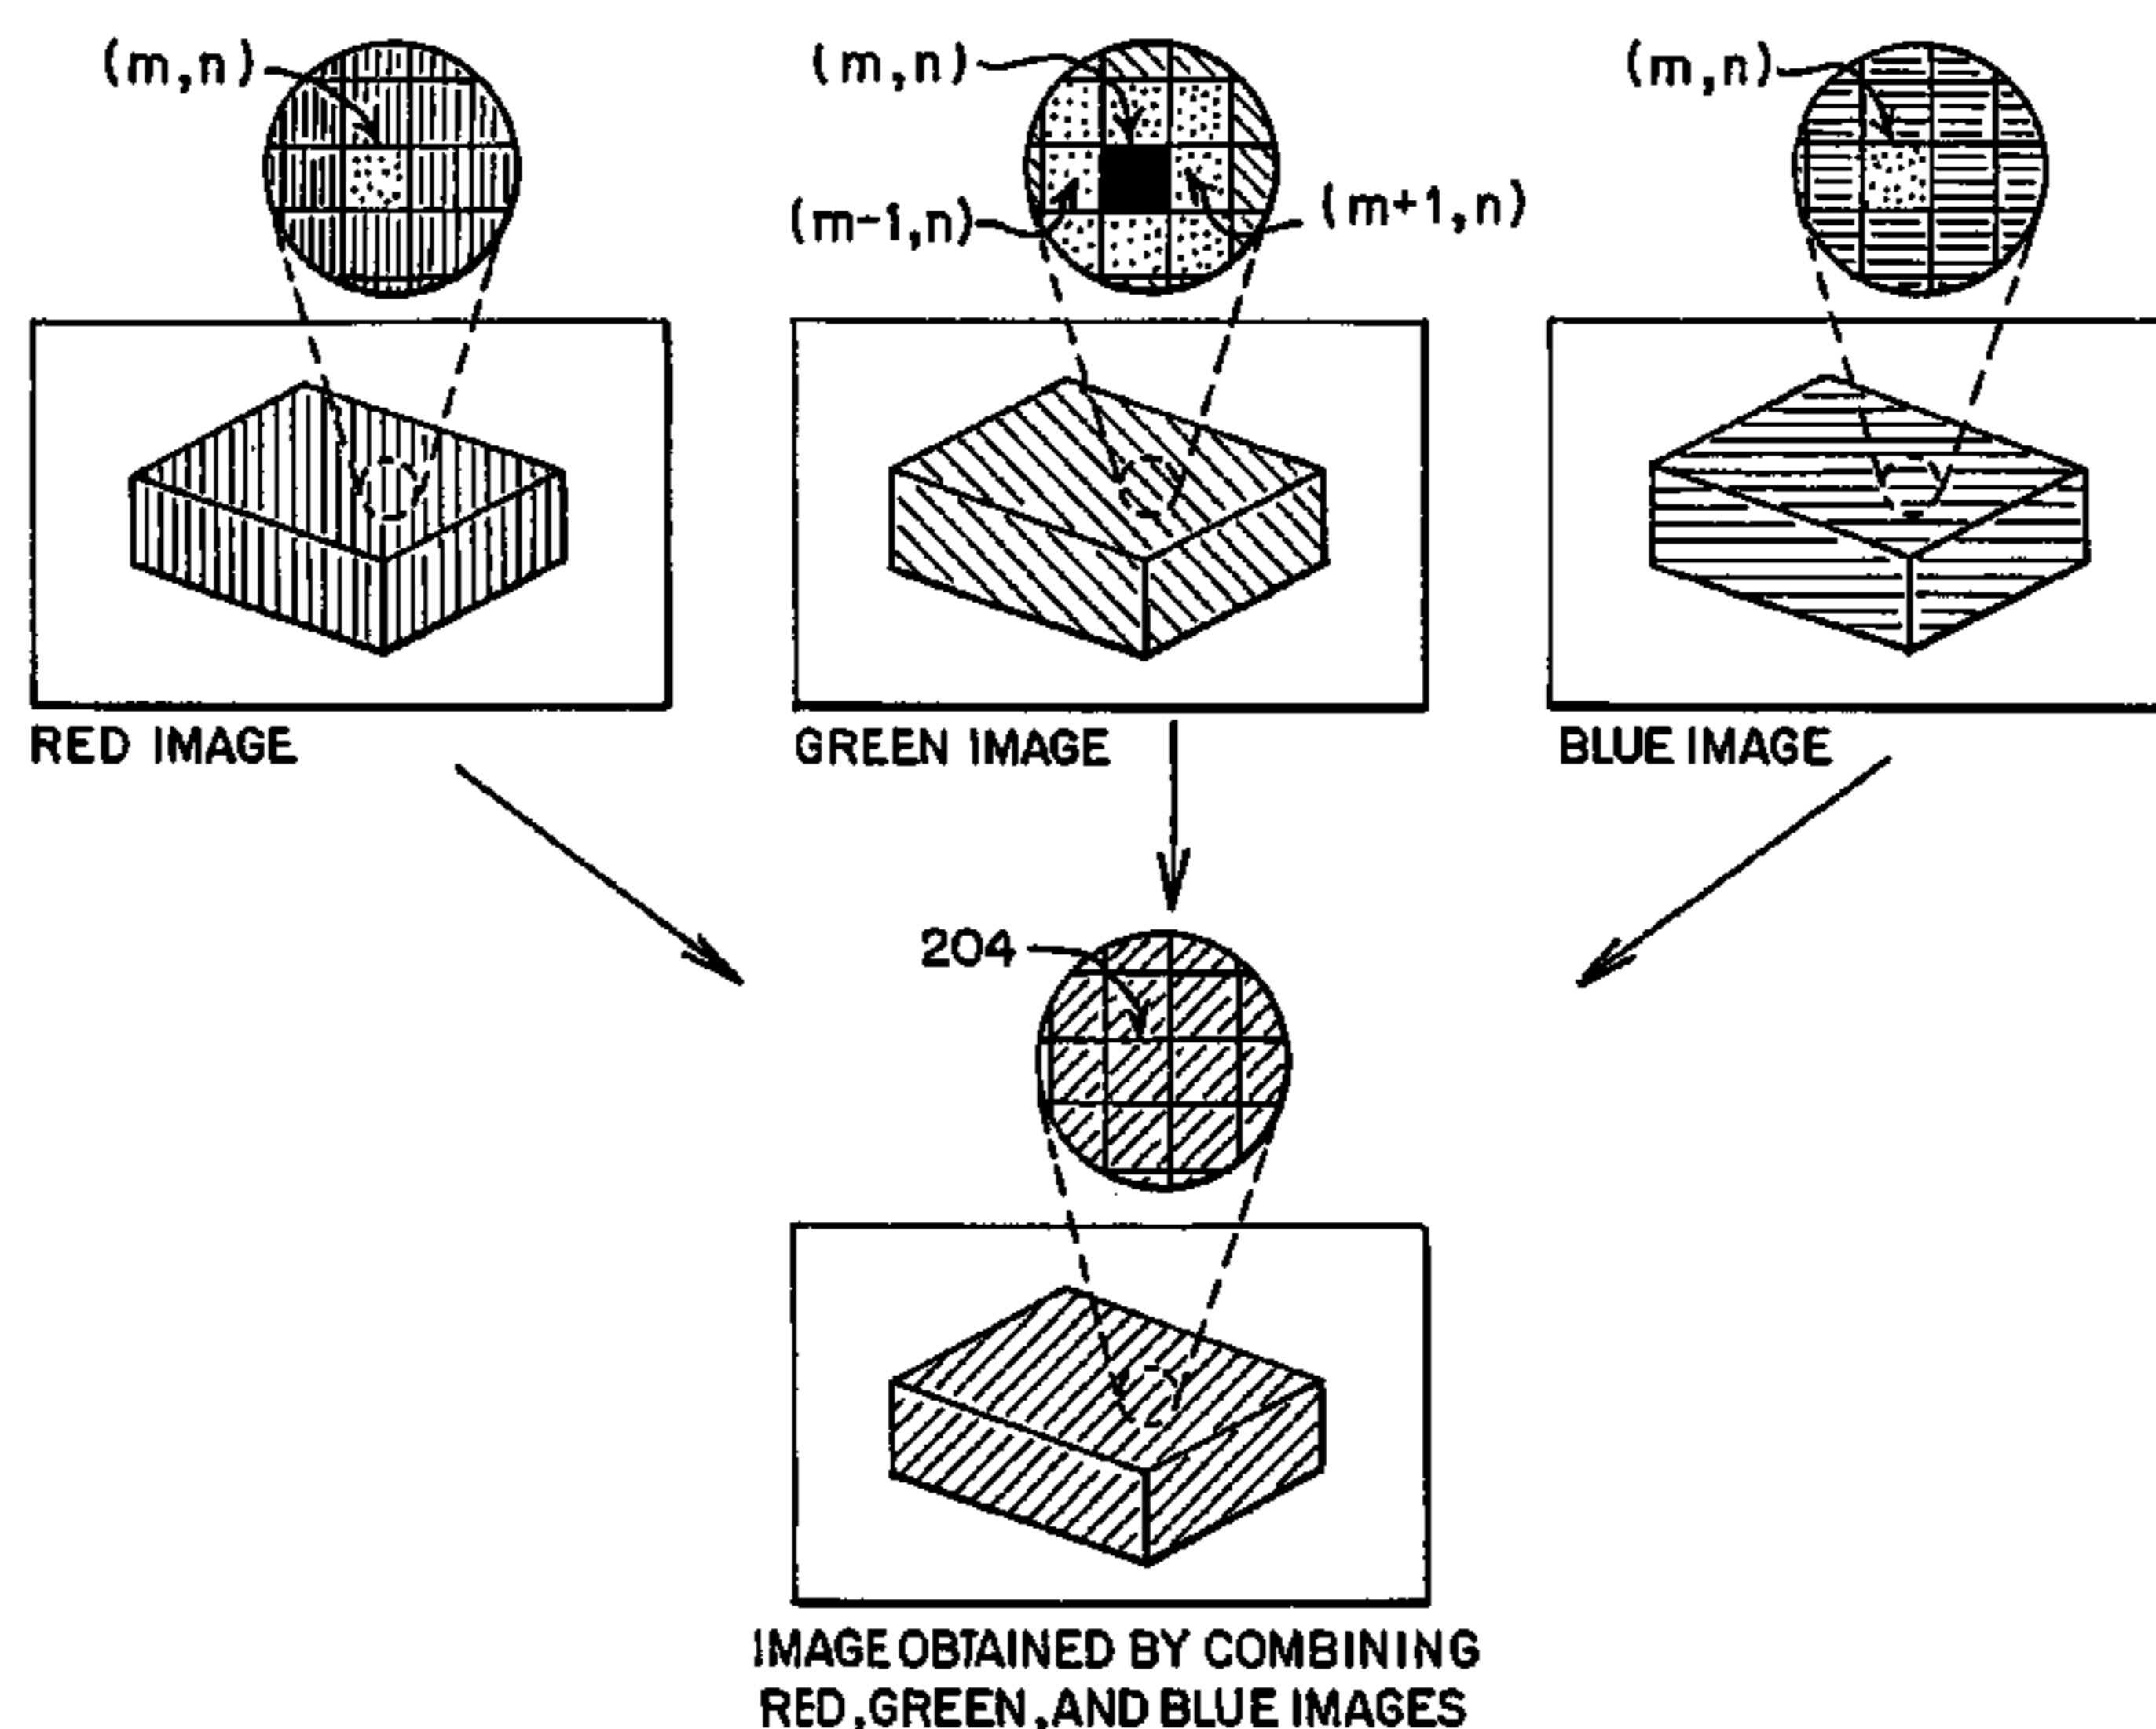 (m,n)
(m,n)
(m,n)
(m-1,n)
(m+1,n)
RED IMAGE
GREEN IMAGE
BLUE IMAGE
204
IMAGE OBTAINED BY COMBINING
RED, GREEN, AND BLUE IMAGES